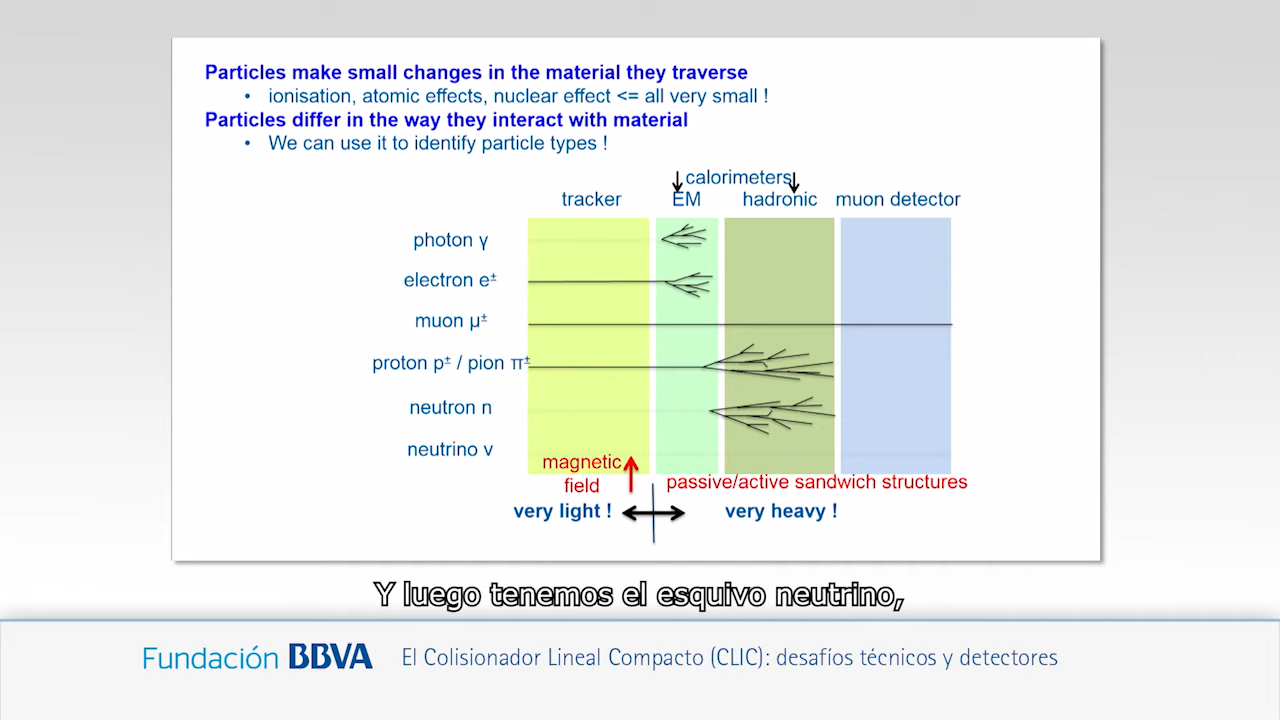 Particles make small changes in the material they traverse
• ionisation, atomic effects, nuclear effect <= all very small !
Particles differ in the way they interact with material
• We can use it to identify particle types !
calorimeters
tracker EM hadronic muon detector
photon γ
electron e±
muon μ±
proton p± / pion π±
neutron n
neutrino ν
magnetic
field
passive/active sandwich structures
very light ! very heavy !
Y luego tenemos el esquivo neutrino,
Fundación BBVA El Colisionador Lineal Compacto (CLIC): desafíos técnicos y detectores